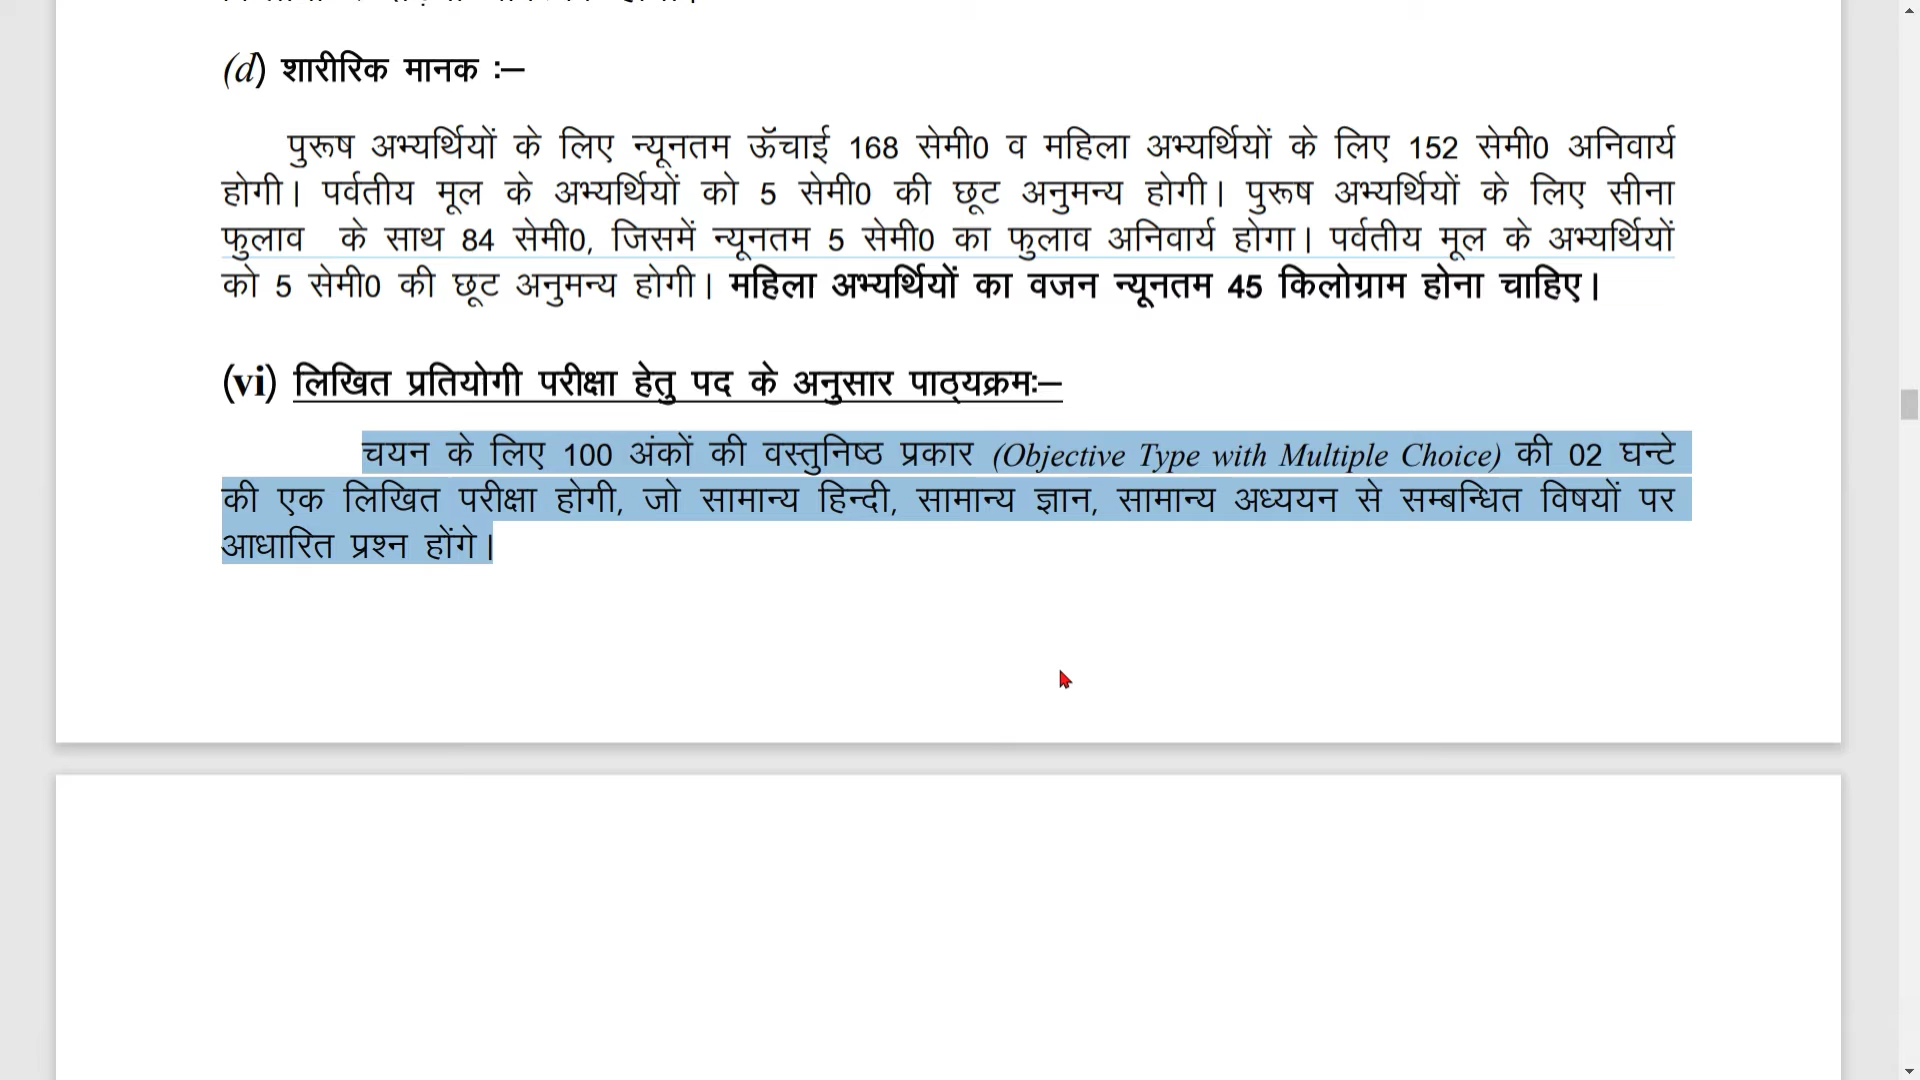 (d) शारीरिक मानक :–
पुरूष अभ्यर्थियों के लिए न्यूनतम ऊॅचाई 168 सेमी0 व महिला अभ्यर्थियों के लिए 152 सेमी0 अनिवार्य
होगी। पर्वतीय मूल के अभ्यर्थियों को 5 सेमी0 की छूट अनुमन्य होगी। पुरूष अभ्यर्थियों के लिए सीना
फुलाव के साथ 84 सेमी0, जिसमें न्यूनतम 5 सेमी0 का फुलाव अनिवार्य होगा। पर्वतीय मूल के अभ्यर्थियों
को 5 सेमी0 की छूट अनुमन्य होगी। महिला अभ्यर्थियों का वजन न्यूनतम 45 किलोग्राम होना चाहिए।
(vi) लिखित प्रतियोगी परीक्षा हेतु पद के अनुसार पाठ्यक्रमः–
चयन के लिए 100 अंकों की वस्तुनिष्ठ प्रकार (Objective Type with Multiple Choice) की 02 घन्टे
की एक लिखित परीक्षा होगी, जो सामान्य हिन्दी, सामान्य ज्ञान, सामान्य अध्ययन से सम्बन्धित विषयों पर
आधारित प्रश्न होंगे।